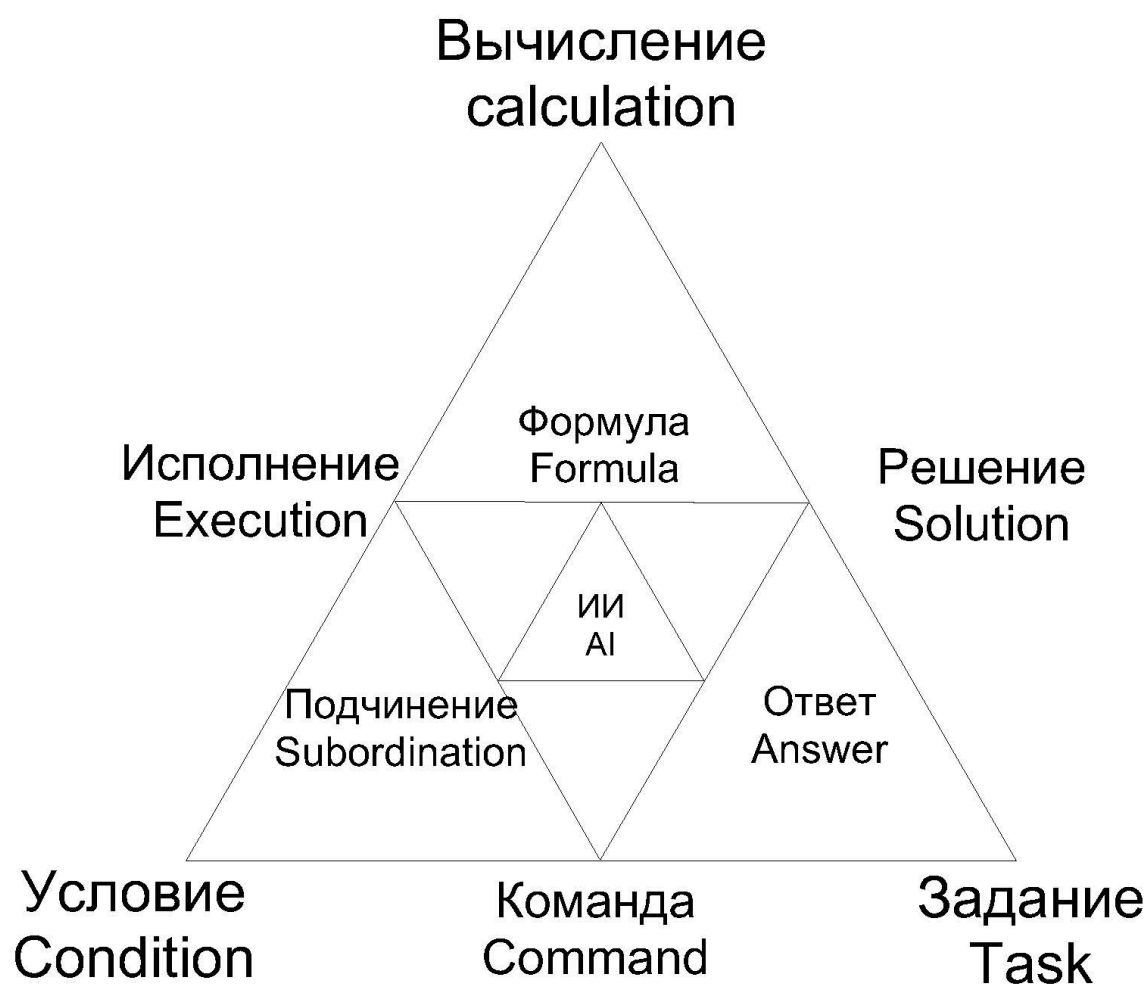 Вычисление
calculation
Формула
Formula
Исполнение
Execution
Решение
Solution
ИИ
AI
Подчинение
Subordination
Ответ
Answer
Условие
Condition
Команда
Command
Задание
Task